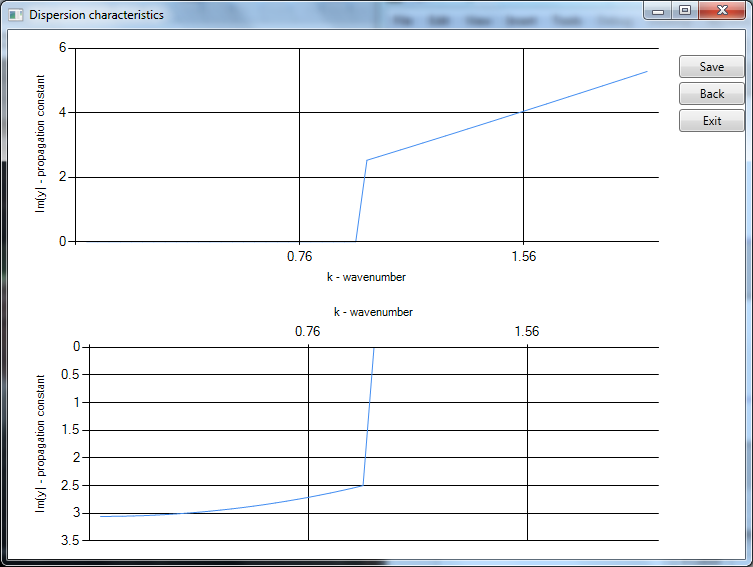 Dispersion characteristics
File Edit View Insert Tools Debug
Save
Back
Exit
6
4
2
0
Im|y| - propagation constant
0.76 1.56
k - wavenumber
k - wavenumber
0.76 1.56
0
0.5
1
1.5
2
2.5
3
3.5
Im|y| - propagation constant